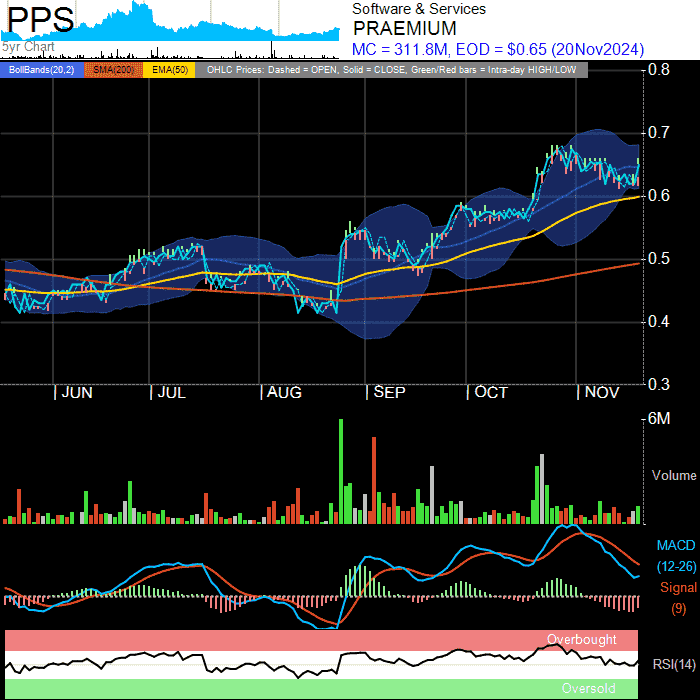 PPS
5yr Chart
Software & Services
PRAEMIUM
MC = 311.8M, EOD = $0.65 (20Nov2024)
BollBands(20,2) SMA(200) EMA(50) OHLC Prices: Dashed = OPEN, Solid = CLOSE, Green/Red bars = Intra-day HIGH/LOW
0.8
0.7
0.6
0.5
0.4
0.3
JUN JUL AUG SEP OCT NOV
6M
Volume
MACD
(12-26)
Signal
(9)
Overbought
RSI(14)
Oversold